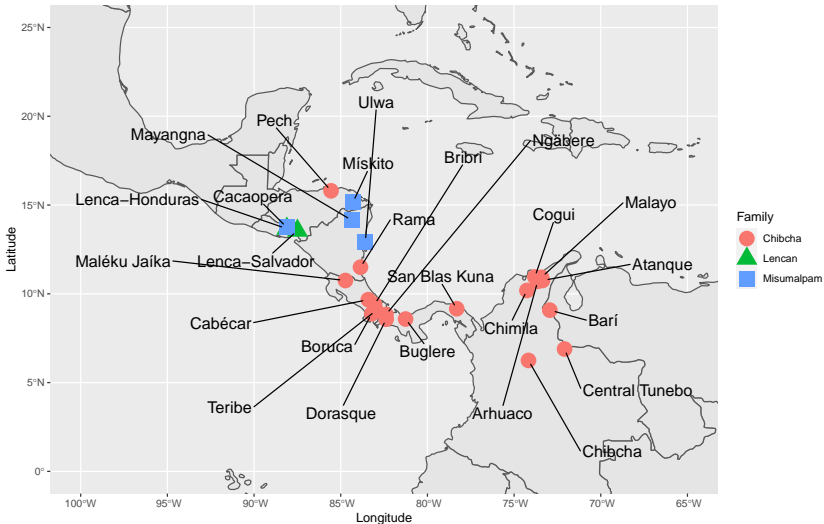 25°N
20°N
15°N
10°N
5°N
0°
Latitude
100°W
95°W
90°W
85°W
80°W
75°W
70°W
65°W
Longitude
Ulwa
Pech
Mayangna
Ngäbere
Bribri
Mískito
Cacaopera
Lenca−Honduras
Malayo
Cogui
Rama
Maléku Jaíka
Lenca−Salvador
Atanque
San Blas Kuna
Cabécar
Chimila
Barí
Boruca
Buglere
Central Tunebo
Teribe
Dorasque
Arhuaco
Chibcha
Family
Chibcha
Lencan
Misumalpam